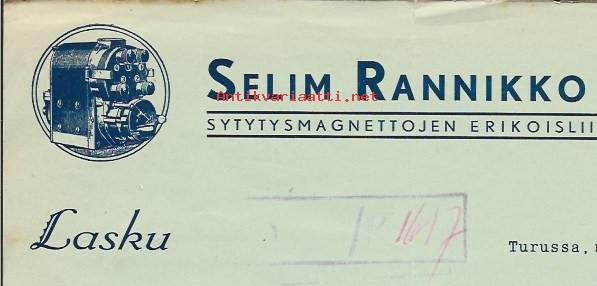 SELIM RANNIKKO
Antikvariaatti.net
SYTYTYSMAGNETTOJEN ERIKOISLII
Lasku
1617
Turussa,